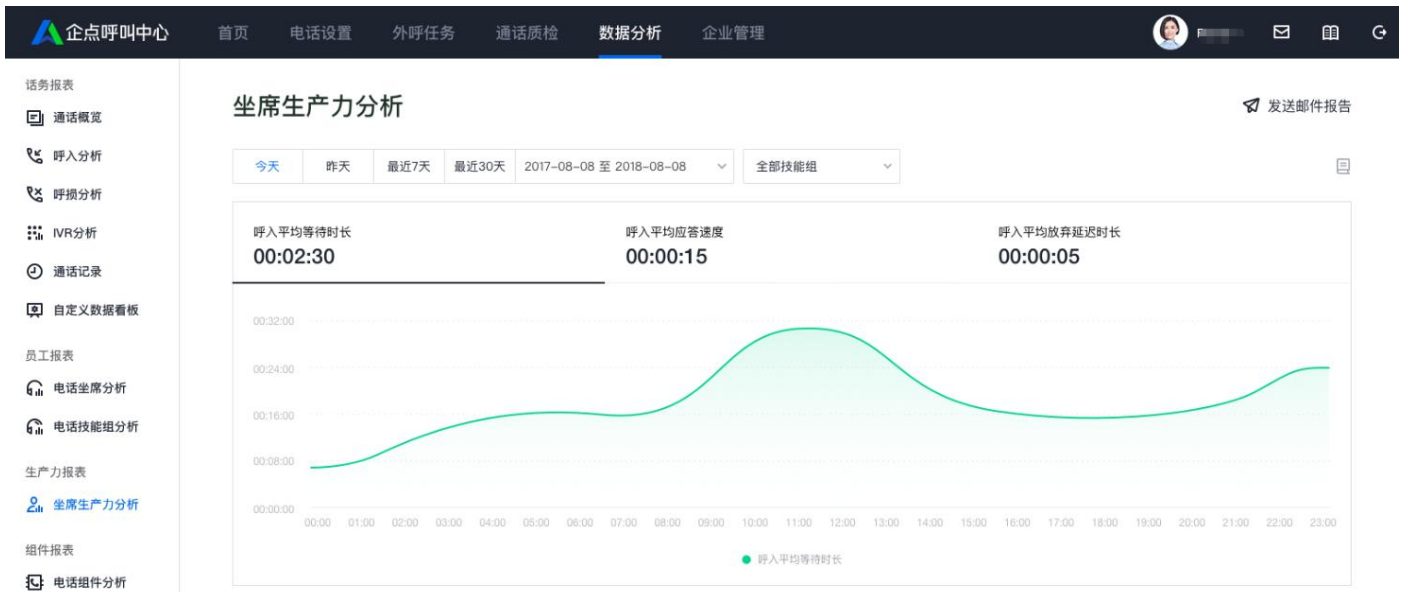 企点呼叫中心 首页 电话设置 外呼任务 通话质检 数据分析 企业管理
话务报表
通话概览
呼入分析
呼损分析
IVR分析
通话记录
自定义数据看板
员工报表
电话坐席分析
电话技能组分析
生产力报表
坐席生产力分析
组件报表
电话组件分析
坐席生产力分析
发送邮件报告
今天 昨天 最近7天 最近30天 2017-08-08 至 2018-08-08 全部技能组
呼入平均等待时长 呼入平均应答速度 呼入平均放弃延迟时长
00:02:30 00:00:15 00:00:05
00:32:00
00:24:00
00:16:00
00:08:00
00:00:00
00:00 01:00 02:00 03:00 04:00 05:00 06:00 07:00 08:00 09:00 10:00 11:00 12:00 13:00 14:00 15:00 16:00 17:00 18:00 19:00 20:00 21:00 22:00 23:00
呼入平均等待时长